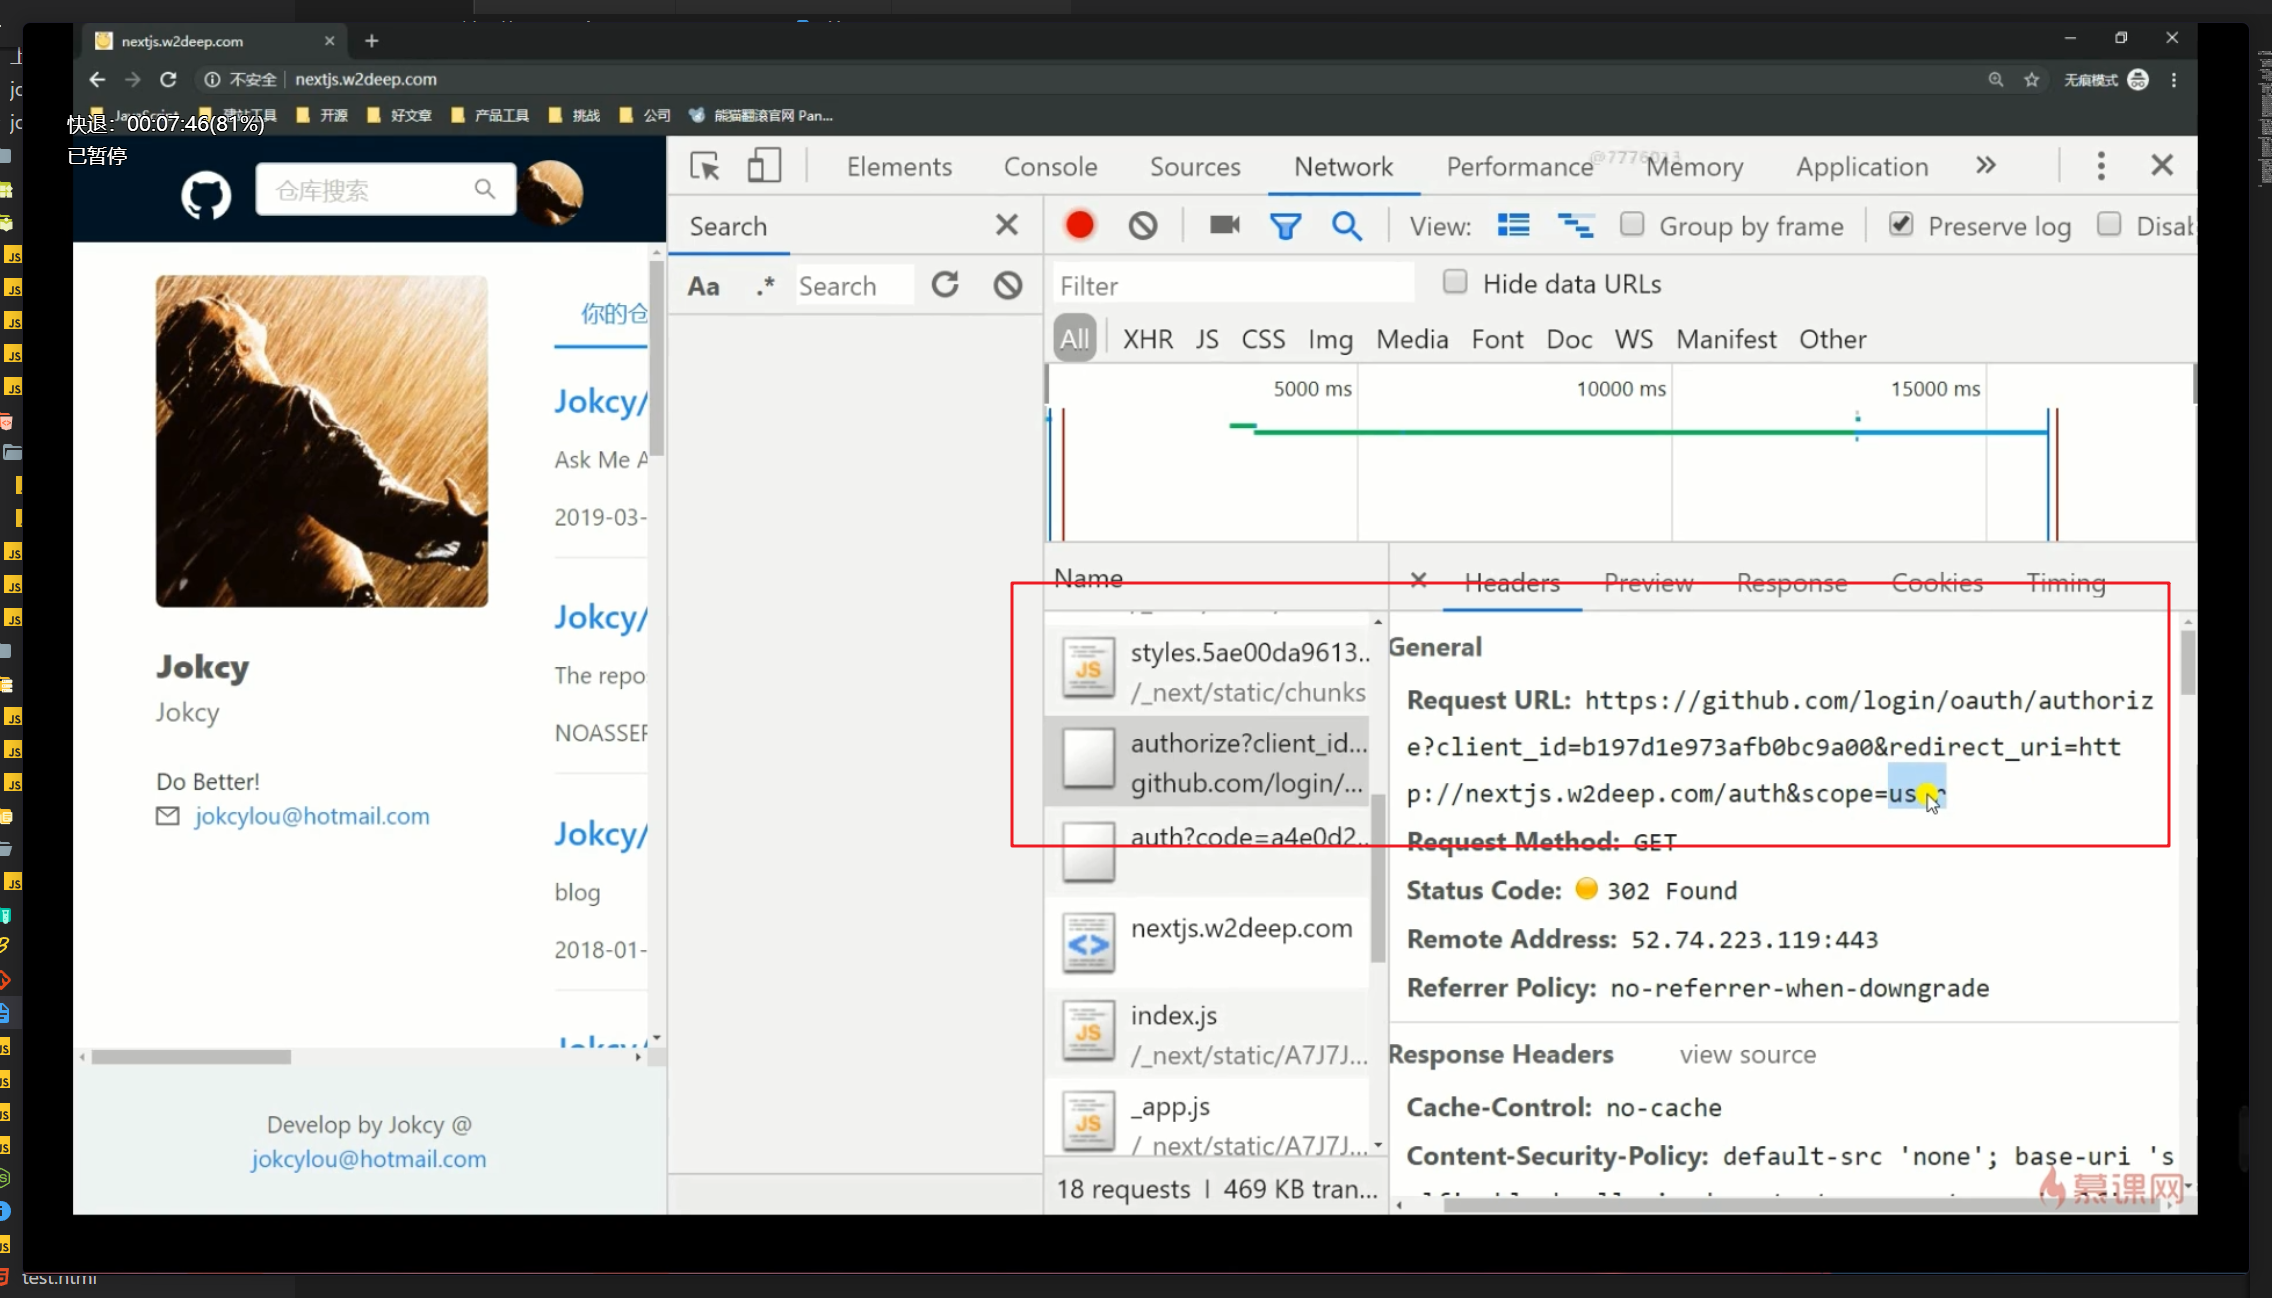 nextjs.w2deep.com
不安全 nextjs.w2deep.com 无痕模式
JavaScript 建站工具 开源 好文章 产品工具 挑战 公司 熊猫翻滚官网 Pan...
快退: 00:07:46(81%)
已暂停
仓库搜索
Elements Console Sources Network Performance Memory Application
@7776013
Search
View: Group by frame Preserve log
Aa .* Search
Filter Hide data URLs
All XHR JS CSS Img Media Font Doc WS Manifest Other
5000 ms 10000 ms 15000 ms
你的仓
Jokcy/
Ask Me A
2019-03-
Jokcy/
The repo
NOASSER
Jokcy/
blog
2018-01-
Jokcy/
Jokcy
Jokcy
Do Better!
jokcylou@hotmail.com
Develop by Jokcy @
jokcylou@hotmail.com
Name
styles.5ae00da9613..
/_next/static/chunks
authorize?client_id...
github.com/login/...
auth?code=a4e0d2..
nextjs.w2deep.com
index.js
/_next/static/A7J7J...
_app.js
/_next/static/A7J7J...
18 requests | 469 KB tran...
Headers Preview Response Cookies Timing
General
Request URL: https://github.com/login/oauth/authoriz
e?client_id=b197d1e973afb0bc9a00&redirect_uri=htt
p://nextjs.w2deep.com/auth&scope=user
Request Method: GET
Status Code: 302 Found
Remote Address: 52.74.223.119:443
Referrer Policy: no-referrer-when-downgrade
Response Headers view source
Cache-Control: no-cache
Content-Security-Policy: default-src 'none'; base-uri 's
慕课网
test.html